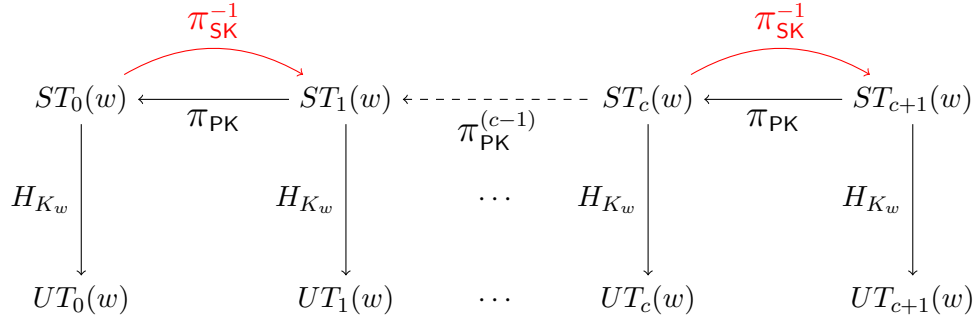 π_SK^{-1} π_SK^{-1}
ST_0(w) ST_1(w) ST_c(w) ST_{c+1}(w)
π_PK π_PK^{(c−1)} π_PK
H_{K_w} H_{K_w} ⋯ H_{K_w} H_{K_w}
UT_0(w) UT_1(w) ⋯ UT_c(w) UT_{c+1}(w)